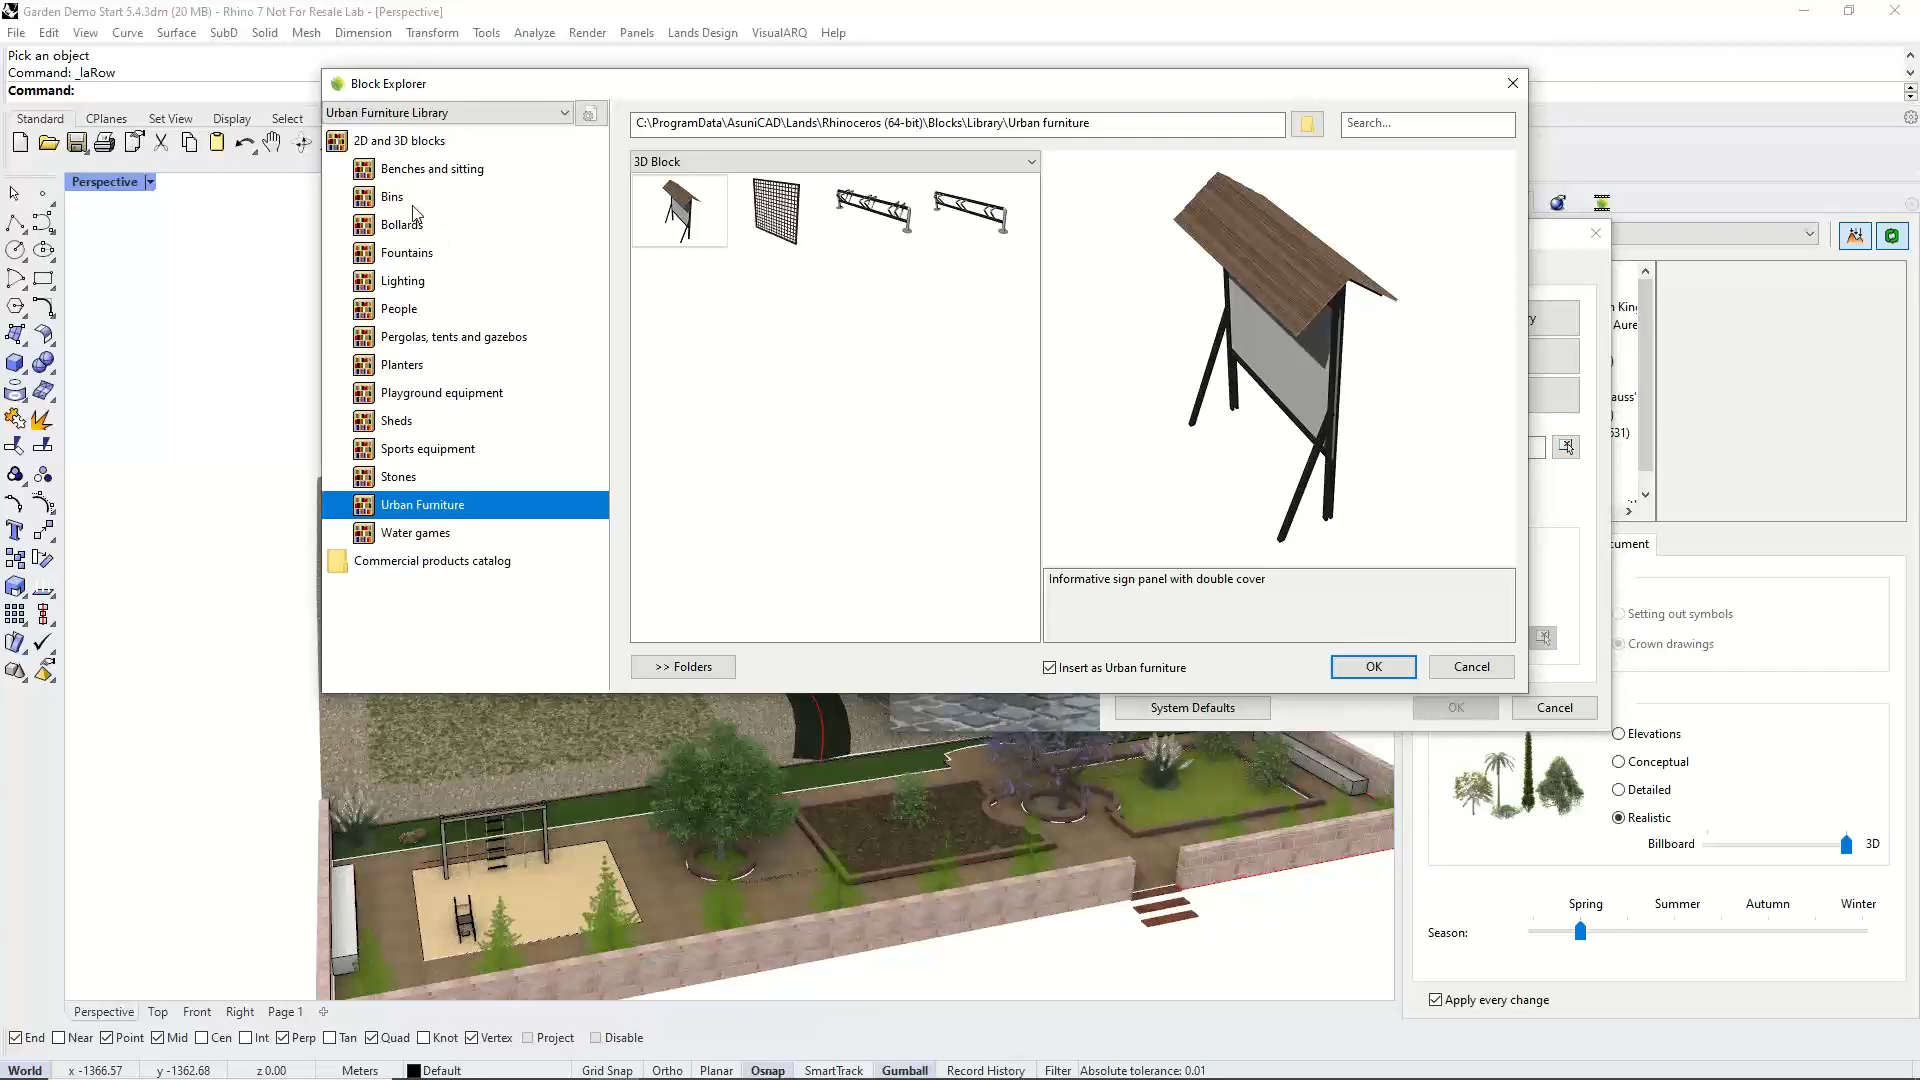 Garden Demo Start 5.4.3dm (20 MB) - Rhino 7 Not For Resale Lab - [Perspective]
File Edit View Curve Surface SubD Solid Mesh Dimension Transform Tools Analyze Render Panels Lands Design VisualARQ Help
Pick an object
Command: _laRow
Command:
Standard CPlanes Set View Display Select
Perspective
Block Explorer
Urban Furniture Library
2D and 3D blocks
Benches and sitting
Bins
Bollards
Fountains
Lighting
People
Pergolas, tents and gazebos
Planters
Playground equipment
Sheds
Sports equipment
Stones
Urban Furniture
Water games
Commercial products catalog
C:\ProgramData\AsuniCAD\Lands\Rhinoceros (64-bit)\Blocks\Library\Urban furniture
Search...
3D Block
Informative sign panel with double cover
>> Folders
Insert as Urban furniture
OK Cancel
System Defaults OK Cancel
Setting out symbols
Crown drawings
Elevations
Conceptual
Detailed
Realistic
Billboard 3D
Spring Summer Autumn Winter
Season:
Apply every change
Perspective Top Front Right Page 1
End Near Point Mid Cen Int Perp Tan Quad Knot Vertex Project Disable
World x -1366.57 y -1362.68 z 0.00 Meters Default Grid Snap Ortho Planar Osnap SmartTrack Gumball Record History Filter Absolute tolerance: 0.01